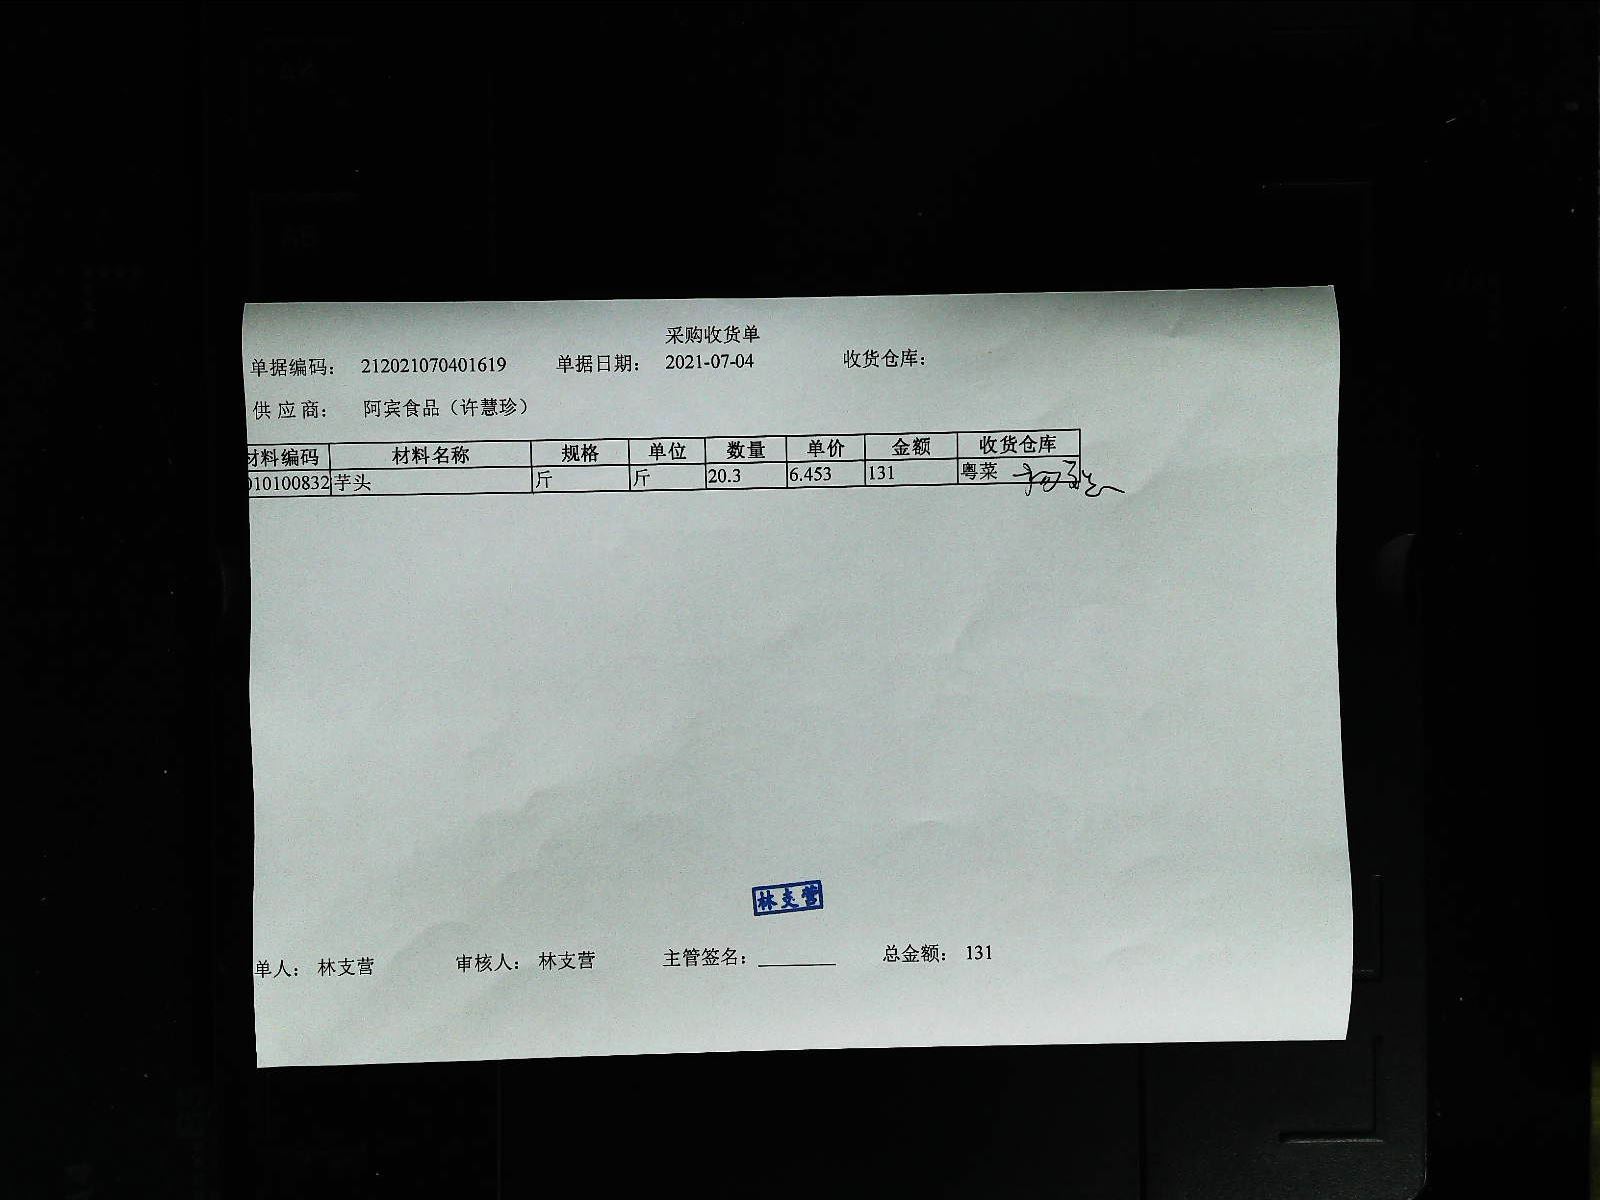 采购收货单
单据编码： 212021070401619 单据日期： 2021-07-04 收货仓库：
供应商： 阿宾食品（许慧珍）
材料编码 材料名称 规格 单位 数量 单价 金额 收货仓库
010100832 芋头 斤 斤 20.3 6.453 131 粤菜
林支营
单人： 林支营 审核人： 林支营 主管签名：________ 总金额： 131